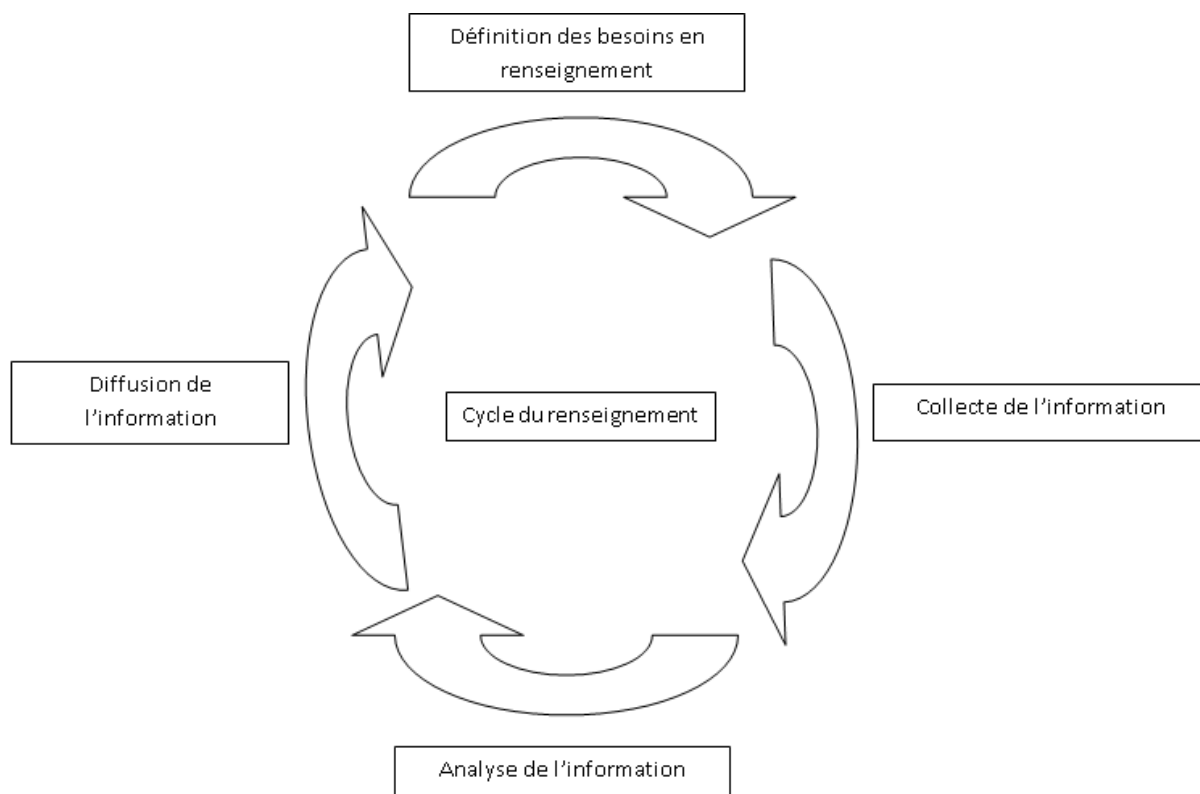 Définition des besoins en
renseignement
Diffusion de
l’information
Cycle du renseignement
Collecte de l’information
Analyse de l’information